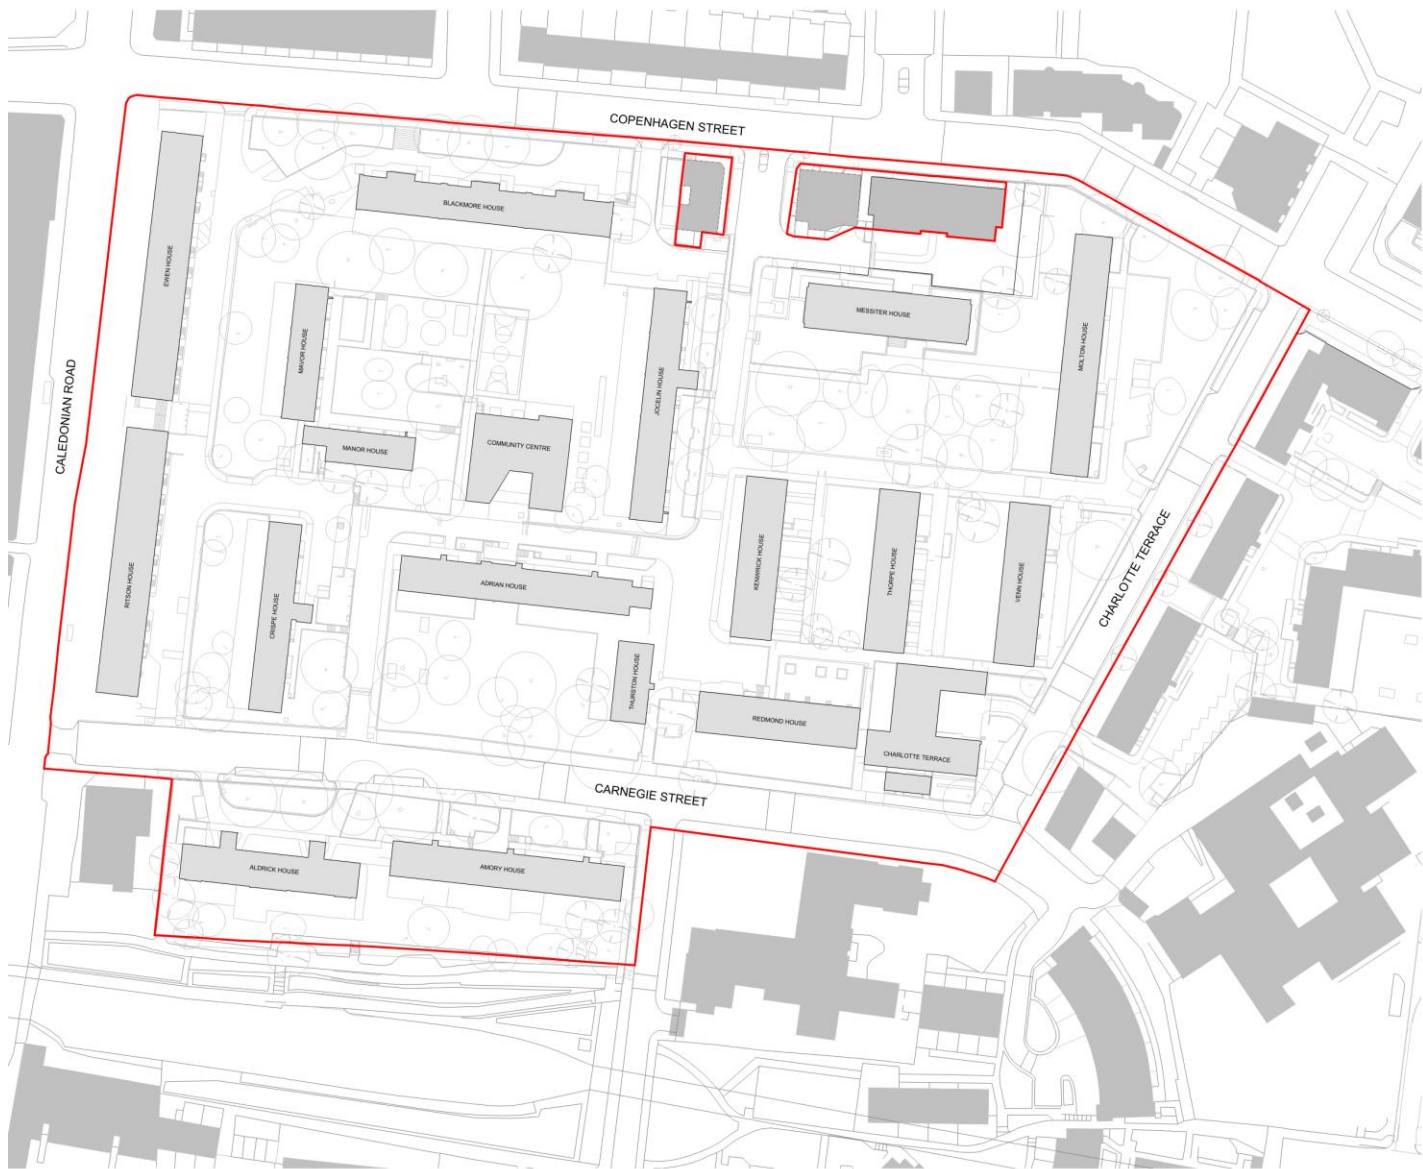 COPENHAGEN STREET
BLACKMORE HOUSE
EWEN HOUSE
MESSITER HOUSE
MAVOR HOUSE
JOCELIN HOUSE
MOLTON HOUSE
CALEDONIAN ROAD
MANOR HOUSE
COMMUNITY CENTRE
RITSON HOUSE
CRISPE HOUSE
ADRIAN HOUSE
KENWRICK HOUSE
THORPE HOUSE
VENN HOUSE
CHARLOTTE TERRACE
THURSTON HOUSE
REDMOND HOUSE
CHARLOTTE TERRACE
CARNEGIE STREET
ALDRICK HOUSE
AMORY HOUSE